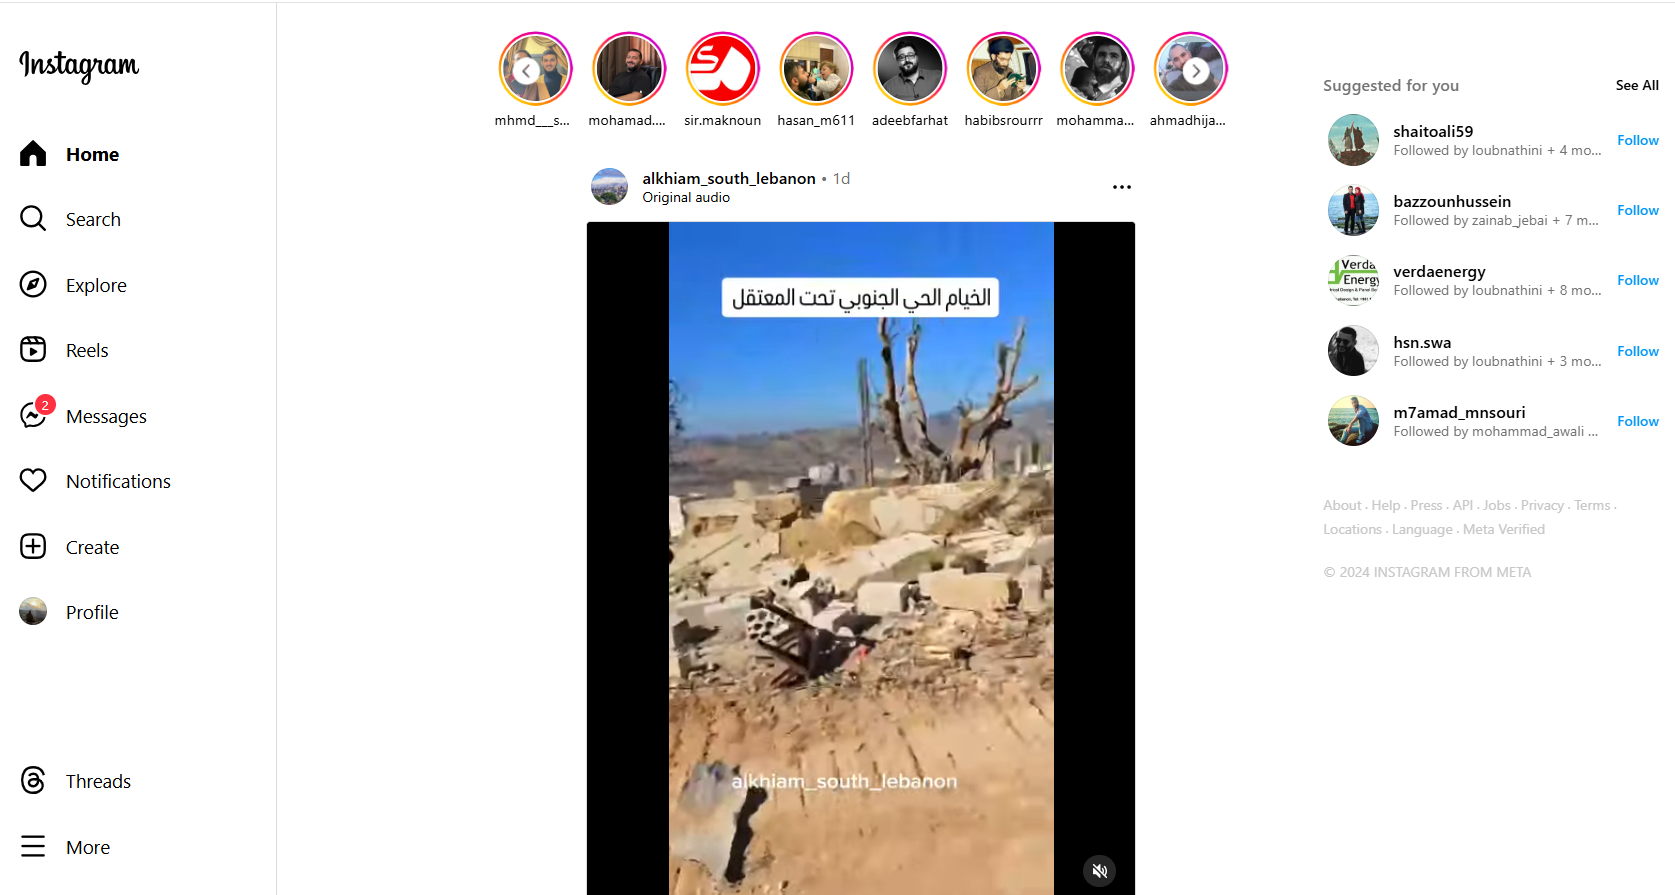 Instagram
Home
Search
Explore
Reels
2
Messages
Notifications
Create
Profile
Threads
More
mhmd___s...
mohamad....
sir.maknoun
hasan_m611
adeebfarhat
habibsrourrr
mohamma...
ahmadhija...
alkhiam_south_lebanon • 1d
Original audio
الخيام الحي الجنوبي تحت المعتقل
alkhiam_south_lebanon
Suggested for you
See All
shaitoali59
Followed by loubnathini + 4 mo...
Follow
bazzounhussein
Followed by zainab_jebai + 7 m...
Follow
Verda
Energy
verdaenergy
Followed by loubnathini + 8 mo...
Follow
hsn.swa
Followed by loubnathini + 3 mo...
Follow
m7amad_mnsouri
Followed by mohammad_awali ...
Follow
About · Help · Press · API · Jobs · Privacy · Terms ·
Locations · Language · Meta Verified
© 2024 INSTAGRAM FROM META